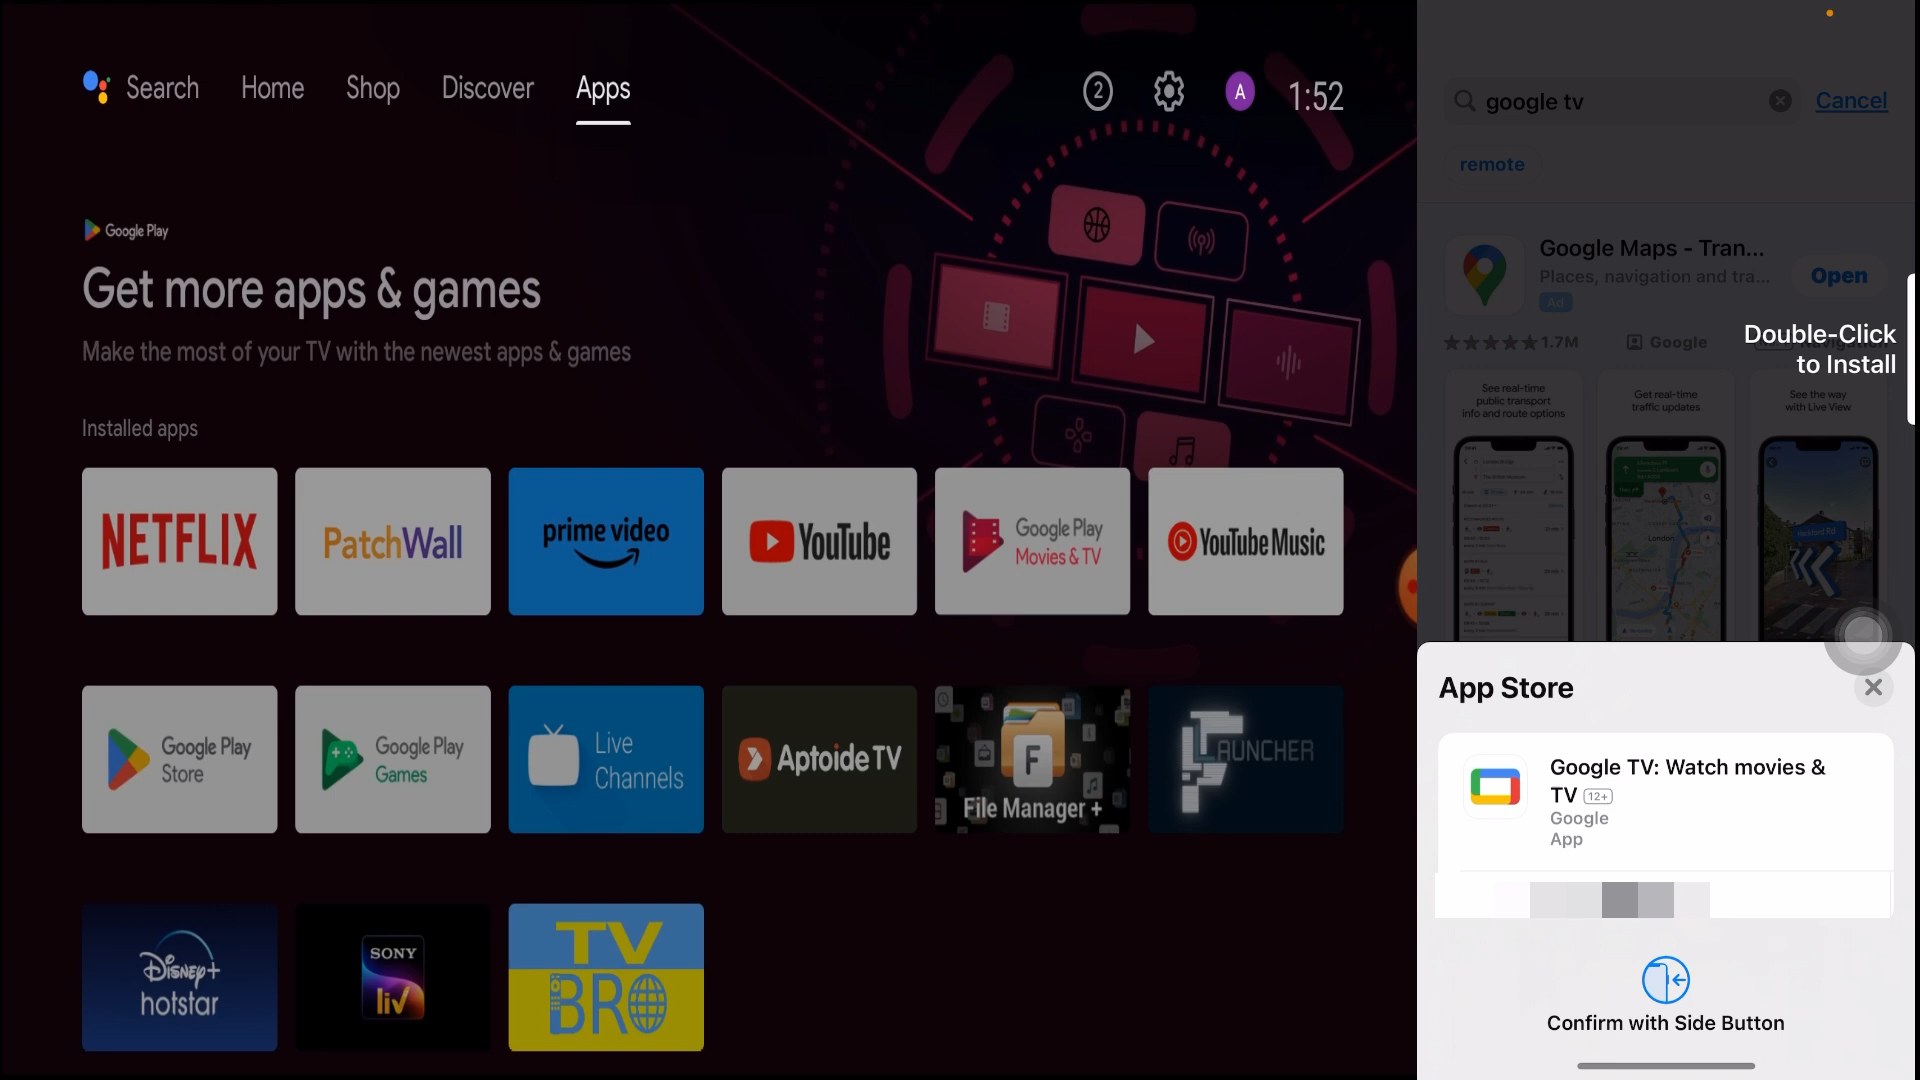 Search Home Shop Discover Apps
2
A
1:52
Google Play
Get more apps & games
Make the most of your TV with the newest apps & games
Installed apps
NETFLIX
PatchWall
prime video
YouTube
Google Play
Movies & TV
YouTube Music
Google Play
Store
Google Play
Games
Live
Channels
Aptoide TV
F
File Manager +
LAUNCHER
Disney+
hotstar
SONY
liv
TV
BRO
google tv
Cancel
remote
Google Maps - Tran...
Places, navigation and tra...
Ad
Open
1.7M
Google
Double-Click
to Install
See real-time
public transport
info and route options
Get real-time
traffic updates
See the way
with Live View
London
App Store
Google TV: Watch movies &
TV 12+
Google
App
Confirm with Side Button